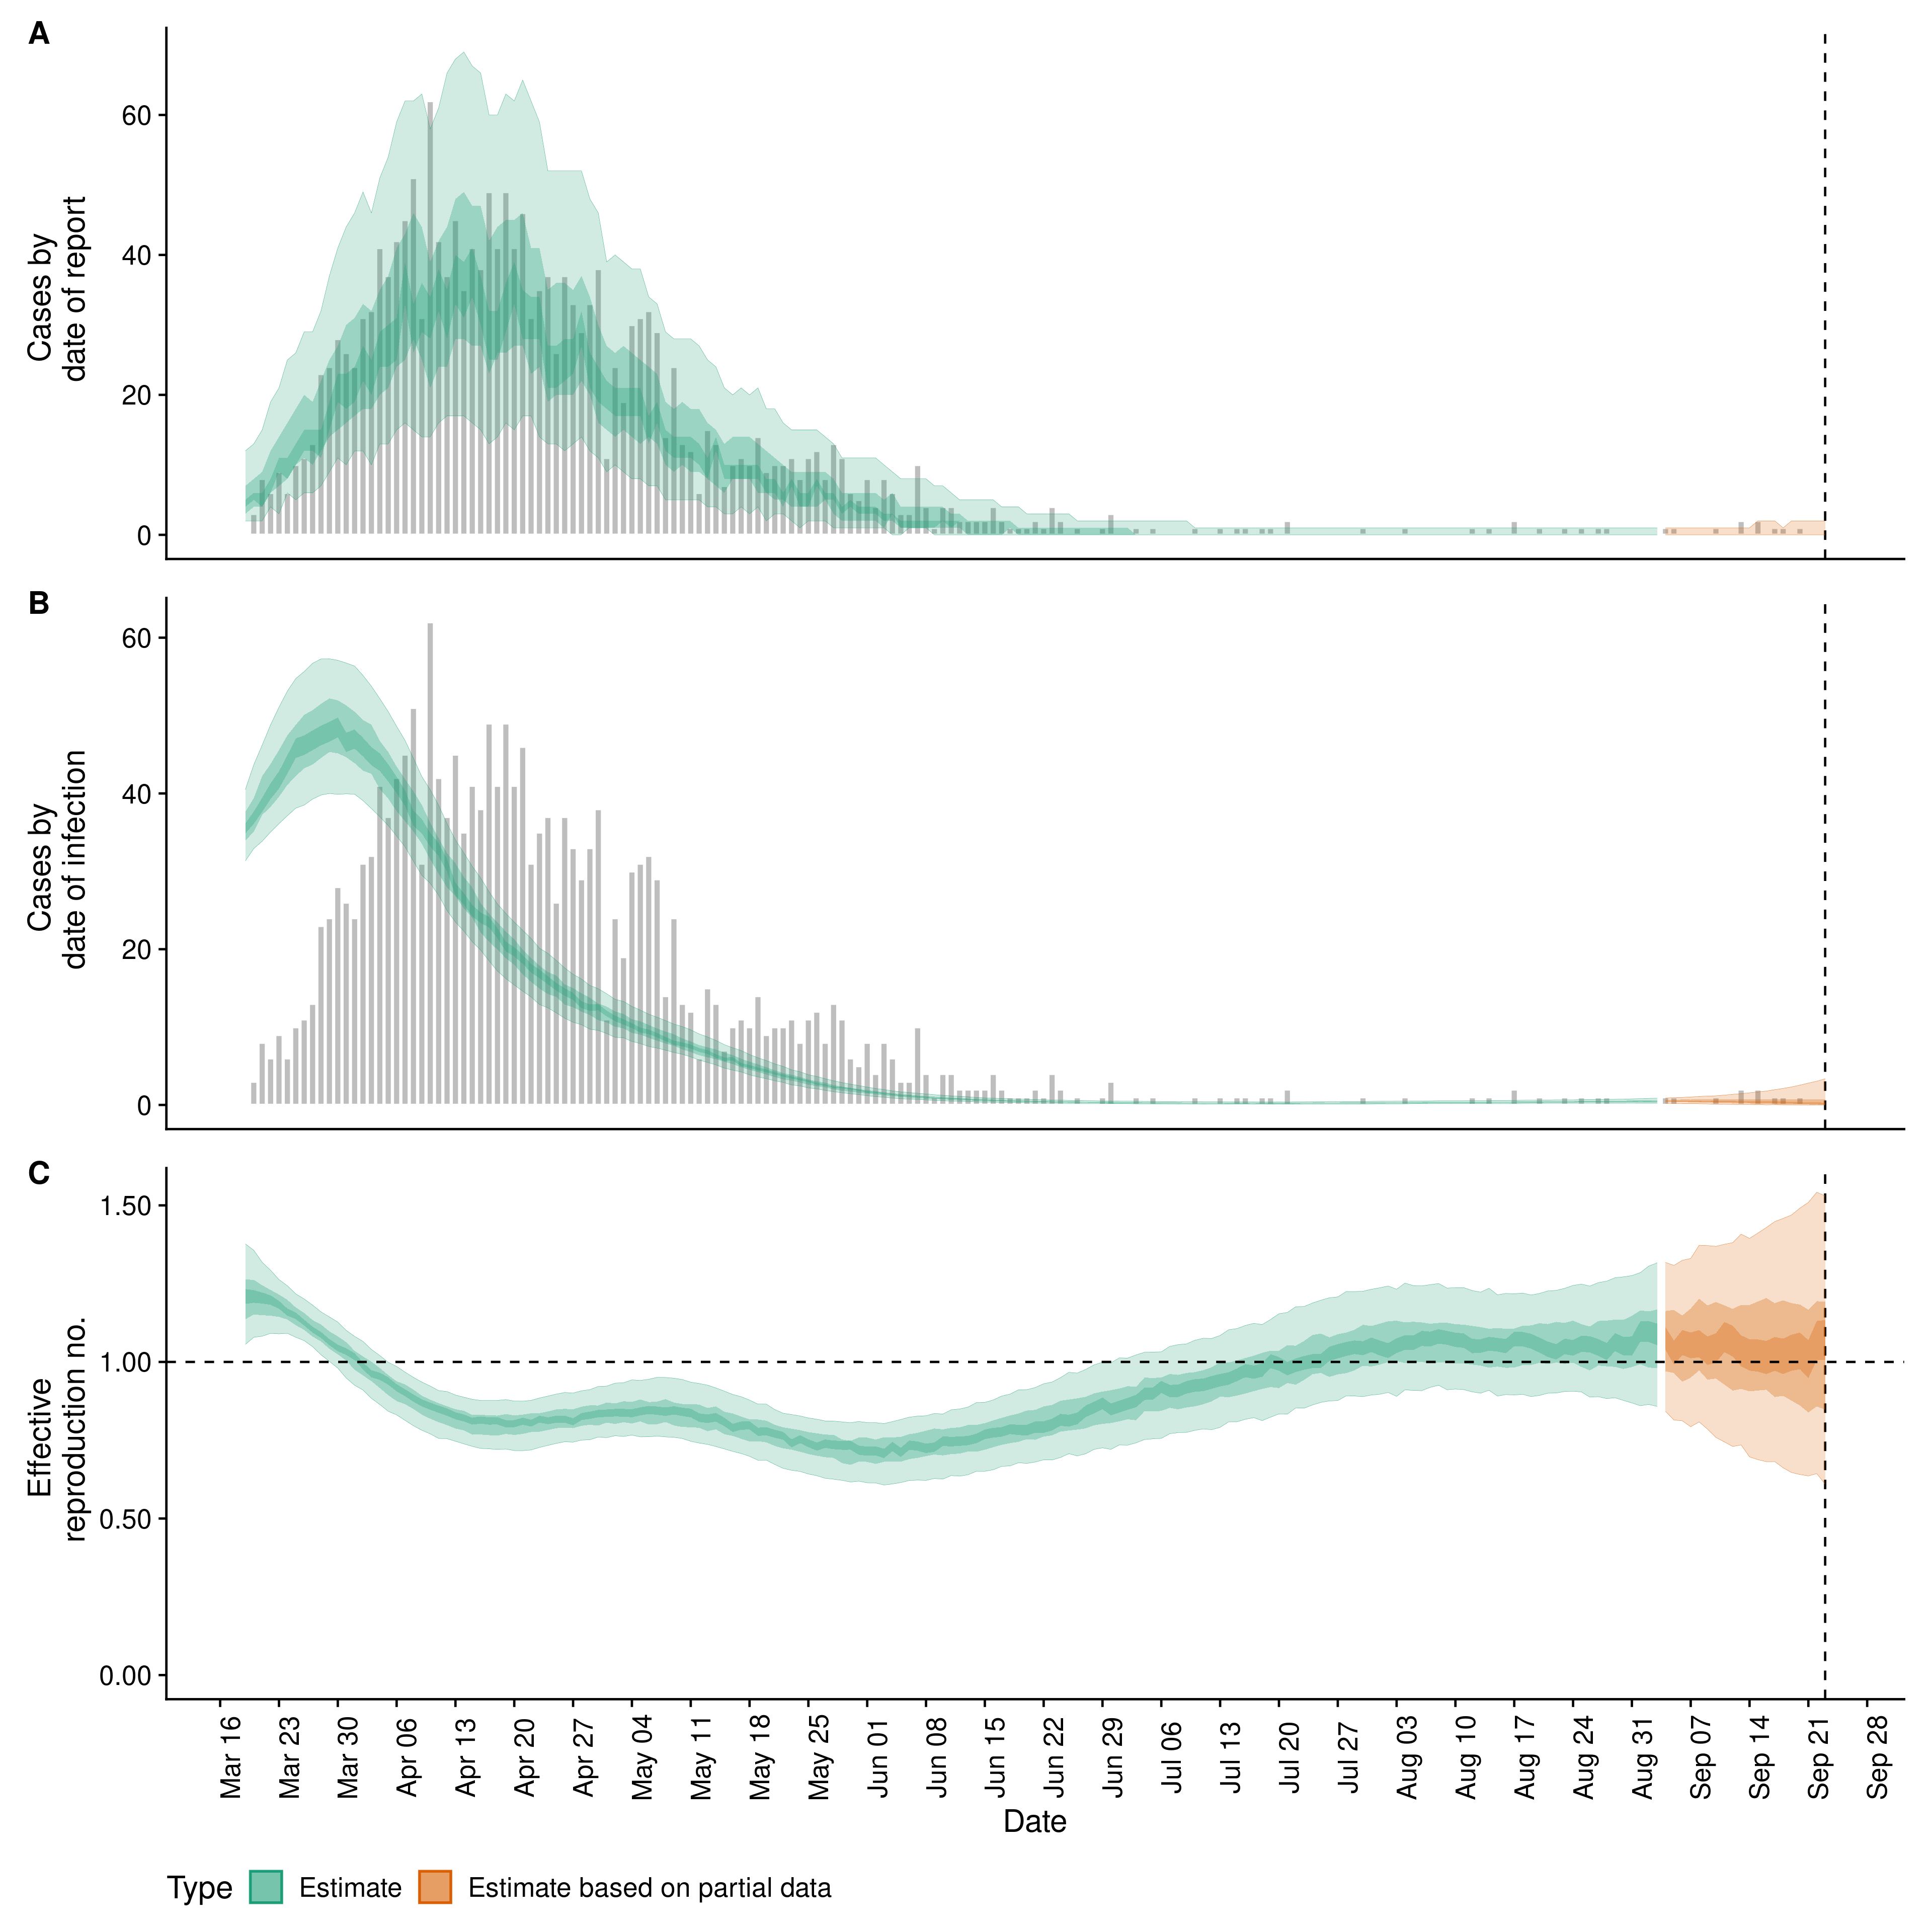 A
60
40
20
0
Cases by
date of report
B
60
40
20
0
Cases by
date of infection
C
1.50
1.00
0.50
0.00
Effective
reproduction no.
Mar 16
Mar 23
Mar 30
Apr 06
Apr 13
Apr 20
Apr 27
May 04
May 11
May 18
May 25
Jun 01
Jun 08
Jun 15
Jun 22
Jun 29
Jul 06
Jul 13
Jul 20
Jul 27
Aug 03
Aug 10
Aug 17
Aug 24
Aug 31
Sep 07
Sep 14
Sep 21
Sep 28
Date
Type Estimate Estimate based on partial data